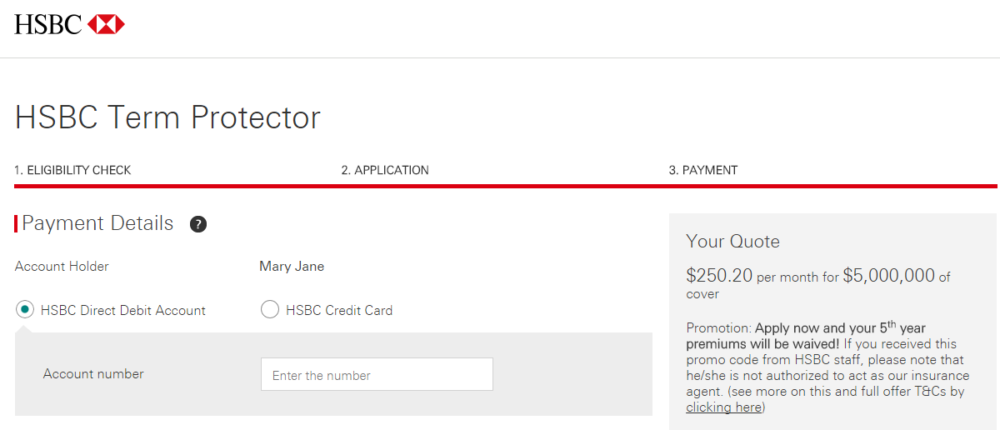 HSBC
HSBC Term Protector
1. ELIGIBILITY CHECK
2. APPLICATION
3. PAYMENT
Payment Details ?
Account Holder
Mary Jane
HSBC Direct Debit Account
HSBC Credit Card
Account number
Enter the number
Your Quote
$250.20 per month for $5,000,000 of
cover
Promotion: Apply now and your 5th year
premiums will be waived! If you received this
promo code from HSBC staff, please note that
he/she is not authorized to act as our insurance
agent. (see more on this and full offer T&Cs by
clicking here)